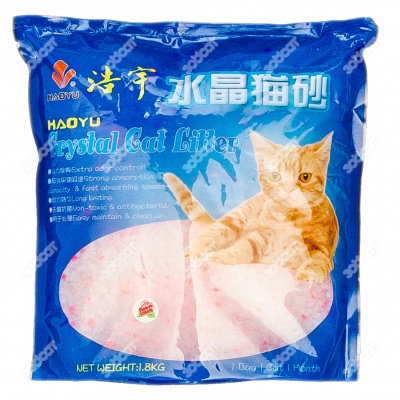 浩宇 水晶猫砂
HAOYU
HAOYU
Crystal Cat Litter
Extra odor control
Strong absorption
capacity & Fast absorbing speed
Long lasting
Non-toxic & antibacterial
Easy maintain & clean up
NET WEIGHT:1.8KG
1 Bag 1 Cat 1 Month